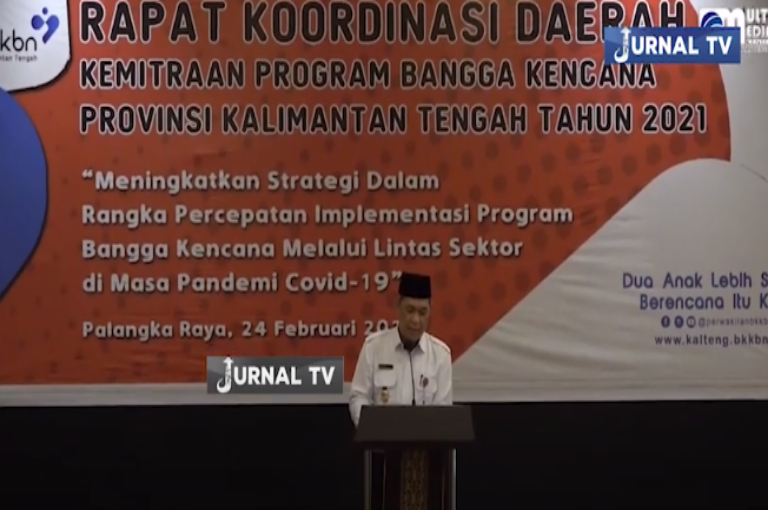 bkkbn
RAPAT KOORDINASI DAERAH
JURNAL TV
KEMITRAAN PROGRAM BANGGA KENCANA
PROVINSI KALIMANTAN TENGAH TAHUN 2021
“Meningkatkan Strategi Dalam
Rangka Percepatan Implementasi Program
Bangga Kencana Melalui Lintas Sektor
di Masa Pandemi Covid-19”
Palangka Raya, 24 Februari
Dua Anak Lebih S
Berencana Itu K
www.kalteng.bkkbn
JURNAL TV